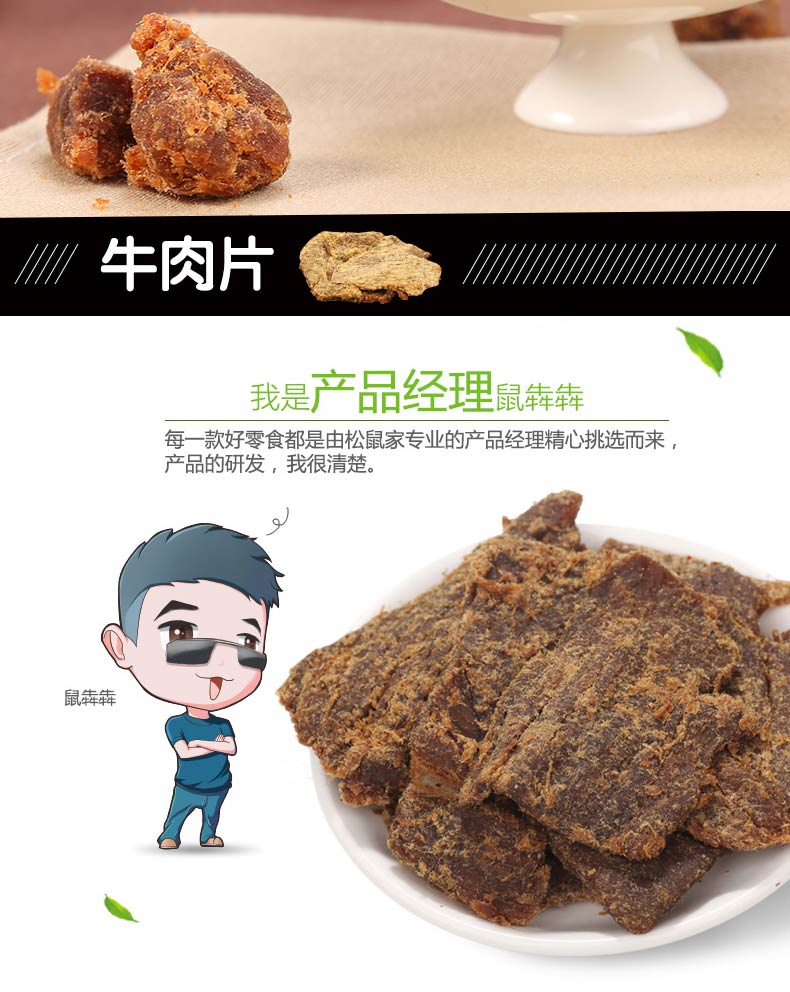 牛肉片
我是产品经理鼠犇犇
每一款好零食都是由松鼠家专业的产品经理精心挑选而来，
产品的研发，我很清楚。
鼠犇犇